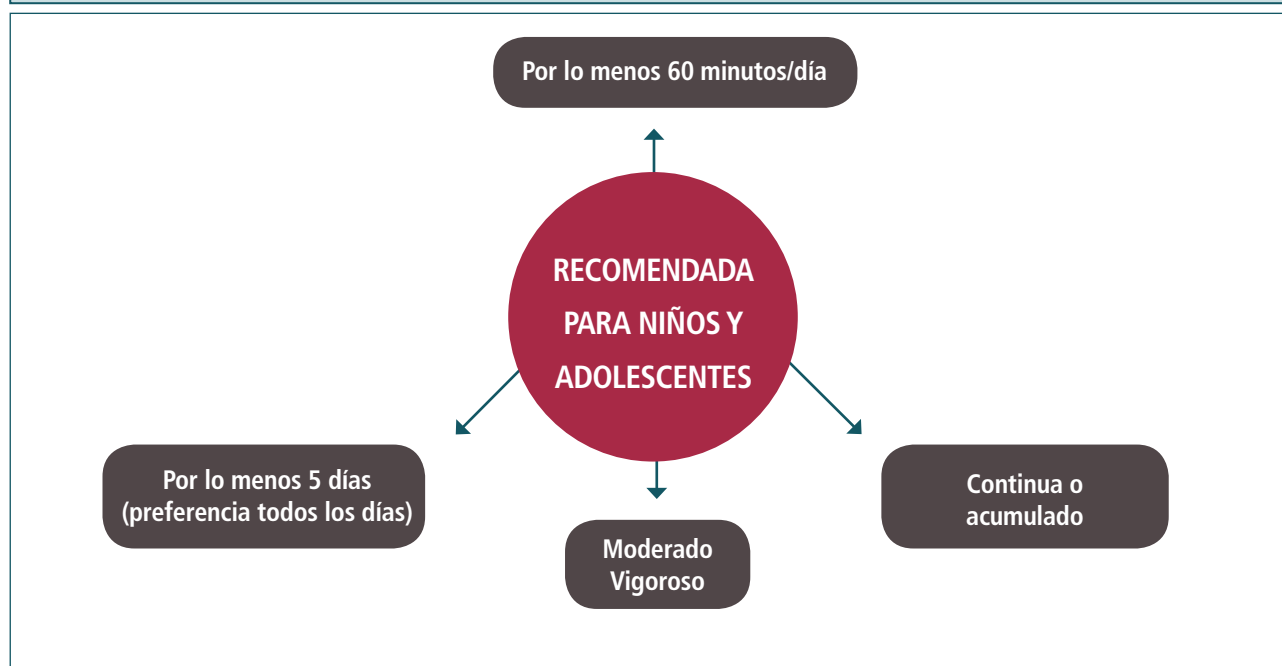 Por lo menos 60 minutos/día
RECOMENDADA
PARA NIÑOS Y
ADOLESCENTES
Por lo menos 5 días
(preferencia todos los días)
Moderado
Vigoroso
Continua o
acumulado